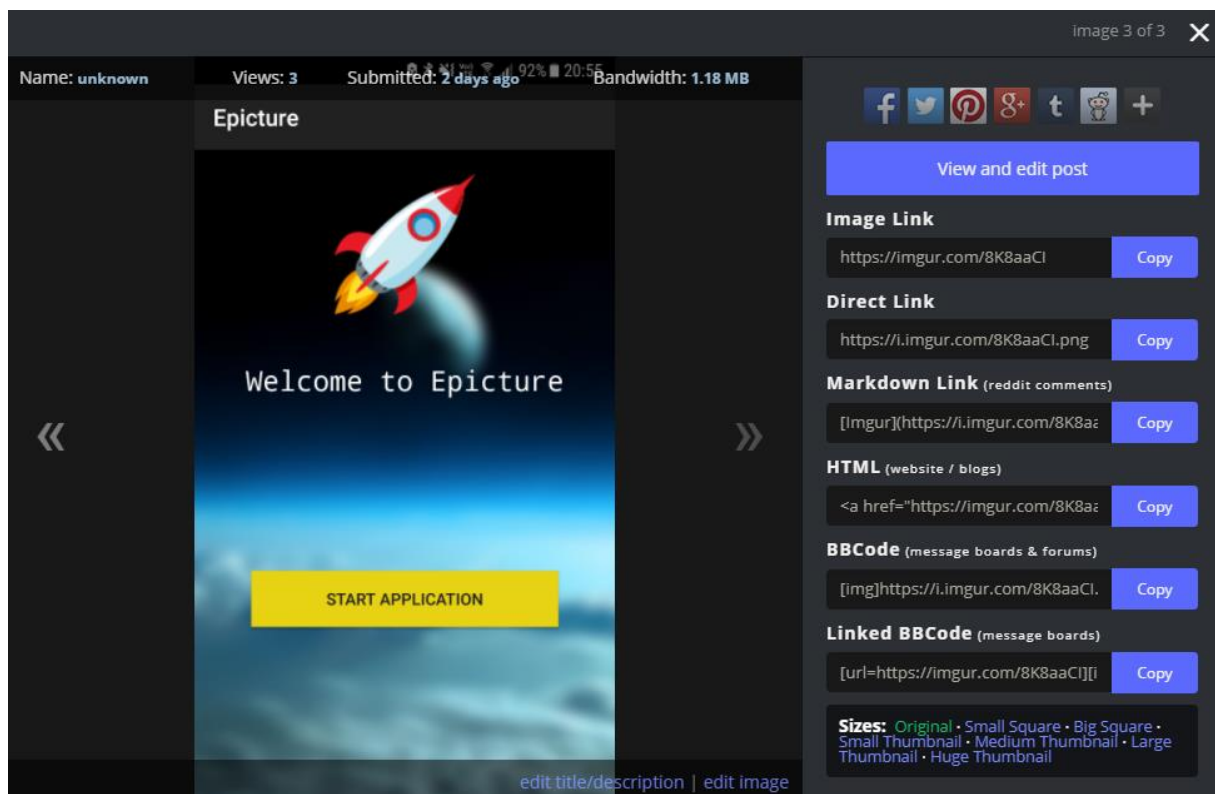 image 3 of 3
Name: unknown Views: 3 Submitted: 2 days ago Bandwidth: 1.18 MB
92% 20:55
Epicture
Welcome to Epicture
START APPLICATION
edit title/description | edit image
View and edit post
Image Link
https://imgur.com/8K8aaCI Copy
Direct Link
https://i.imgur.com/8K8aaCI.png Copy
Markdown Link (reddit comments)
[Imgur](https://i.imgur.com/8K8aa Copy
HTML (website / blogs)
<a href="https://imgur.com/8K8aa Copy
BBCode (message boards & forums)
[img]https://i.imgur.com/8K8aaCI. Copy
Linked BBCode (message boards)
[url=https://imgur.com/8K8aaCI][i Copy
Sizes: Original • Small Square • Big Square •
Small Thumbnail • Medium Thumbnail • Large
Thumbnail • Huge Thumbnail